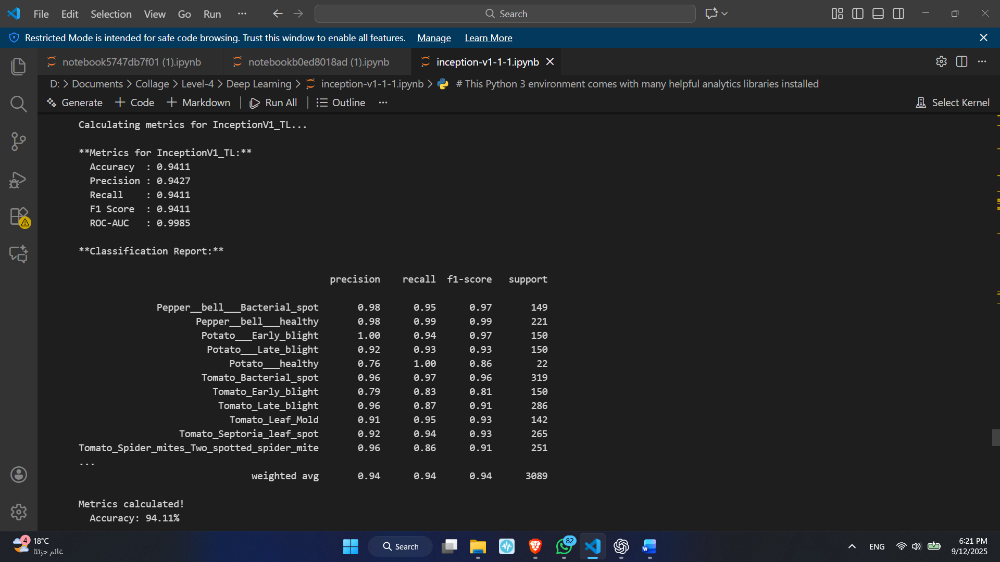 File Edit Selection View Go Run ··· Search
Restricted Mode is intended for safe code browsing. Trust this window to enable all features. Manage Learn More
notebook5747db7f01 (1).ipynb notebookb0ed8018ad (1).ipynb inception-v1-1-1.ipynb
D: > Documents > Collage > Level-4 > Deep Learning > inception-v1-1-1.ipynb > # This Python 3 environment comes with many helpful analytics libraries installed
Generate + Code + Markdown | Run All | Outline ··· Select Kernel
Calculating metrics for InceptionV1_TL...
**Metrics for InceptionV1_TL:**
Accuracy : 0.9411
Precision : 0.9427
Recall : 0.9411
F1 Score : 0.9411
ROC-AUC : 0.9985
**Classification Report:**
precision recall f1-score support
Pepper__bell___Bacterial_spot 0.98 0.95 0.97 149
Pepper__bell___healthy 0.98 0.99 0.99 221
Potato___Early_blight 1.00 0.94 0.97 150
Potato___Late_blight 0.92 0.93 0.93 150
Potato___healthy 0.76 1.00 0.86 22
Tomato_Bacterial_spot 0.96 0.97 0.96 319
Tomato_Early_blight 0.79 0.83 0.81 150
Tomato_Late_blight 0.96 0.87 0.91 286
Tomato_Leaf_Mold 0.91 0.95 0.93 142
Tomato_Septoria_leaf_spot 0.92 0.94 0.93 265
Tomato_Spider_mites_Two_spotted_spider_mite 0.96 0.86 0.91 251
...
weighted avg 0.94 0.94 0.94 3089
Metrics calculated!
Accuracy: 94.11%
4 18°C
غائم جزئيًا
Search
82
W
ENG
6:21 PM
9/12/2025